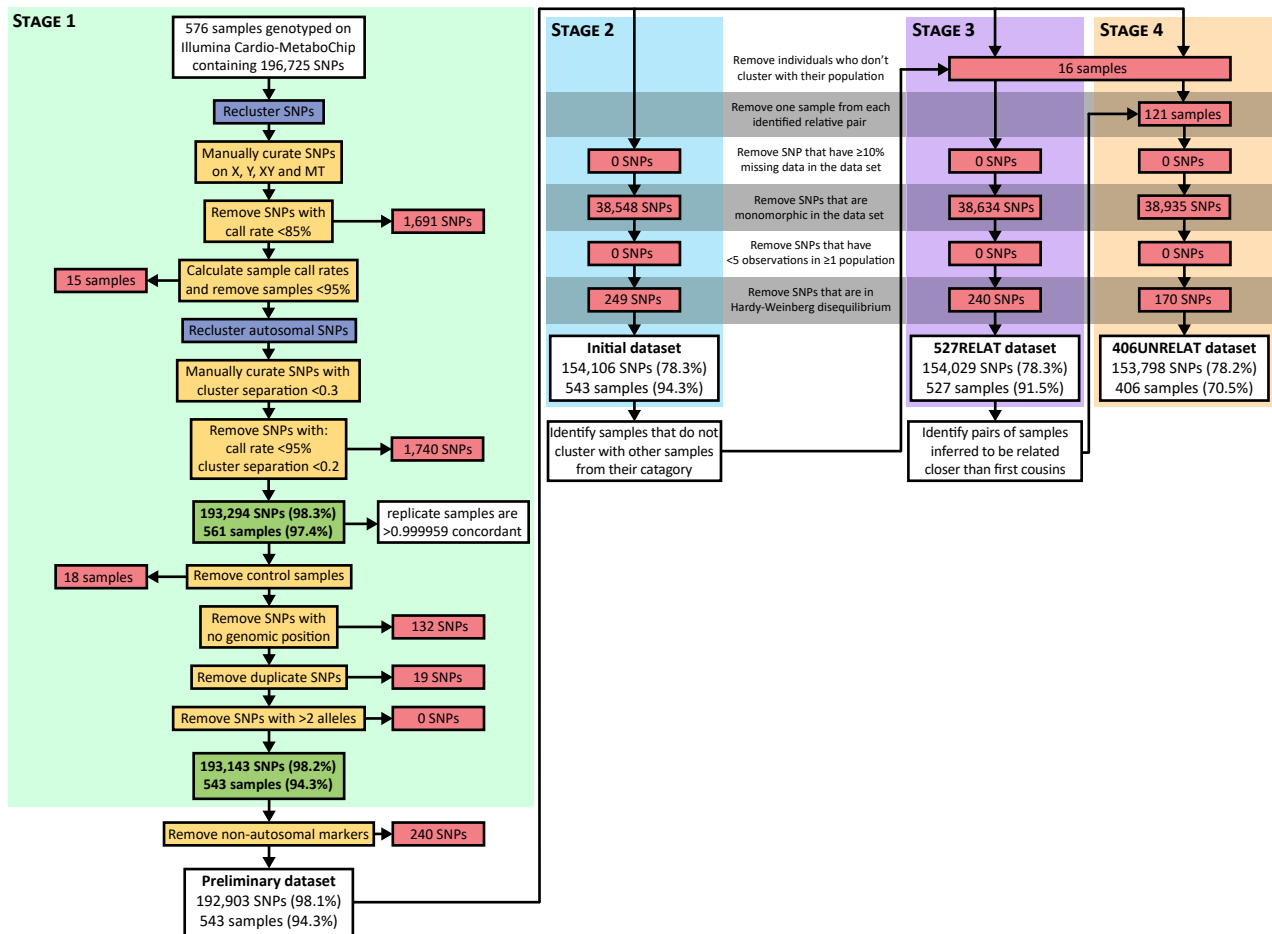 STAGE 1
576 samples genotyped on
Illumina Cardio-MetaboChip
containing 196,725 SNPs
Recluster SNPs
Manually curate SNPs
on X, Y, XY and MT
Remove SNPs with
call rate <85%
1,691 SNPs
Calculate sample call rates
and remove samples <95%
15 samples
Recluster autosomal SNPs
Manually curate SNPs with
cluster separation <0.3
Remove SNPs with:
call rate <95%
cluster separation <0.2
1,740 SNPs
193,294 SNPs (98.3%)
561 samples (97.4%)
replicate samples are
>0.999959 concordant
Remove control samples
18 samples
Remove SNPs with
no genomic position
132 SNPs
Remove duplicate SNPs
19 SNPs
Remove SNPs with >2 alleles
0 SNPs
193,143 SNPs (98.2%)
543 samples (94.3%)
Remove non-autosomal markers
240 SNPs
Preliminary dataset
192,903 SNPs (98.1%)
543 samples (94.3%)
STAGE 2
STAGE 3
STAGE 4
Remove individuals who don't
cluster with their population
16 samples
Remove one sample from each
identified relative pair
121 samples
0 SNPs
Remove SNP that have ≥10%
missing data in the data set
0 SNPs
0 SNPs
38,548 SNPs
Remove SNPs that are
monomorphic in the data set
38,634 SNPs
38,935 SNPs
0 SNPs
Remove SNPs that have
<5 observations in ≥1 population
0 SNPs
0 SNPs
249 SNPs
Remove SNPs that are in
Hardy-Weinberg disequilibrium
240 SNPs
170 SNPs
Initial dataset
154,106 SNPs (78.3%)
543 samples (94.3%)
527RELAT dataset
154,029 SNPs (78.3%)
527 samples (91.5%)
406UNRELAT dataset
153,798 SNPs (78.2%)
406 samples (70.5%)
Identify samples that do not
cluster with other samples
from their catagory
Identify pairs of samples
inferred to be related
closer than first cousins